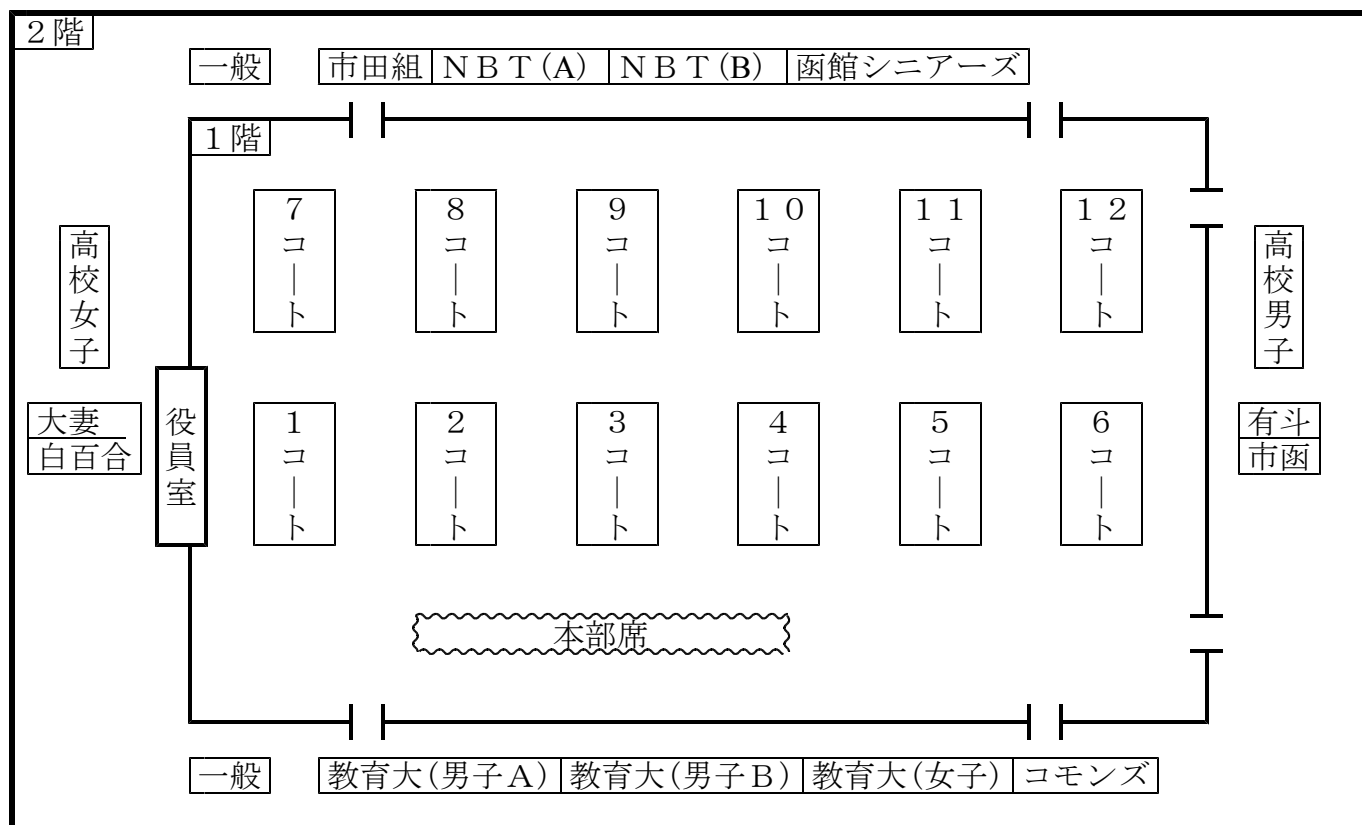 ２階
一般 市田組 ＮＢＴ(A) ＮＢＴ(B) 函館シニアーズ
１階
７コート ８コート ９コート １０コート １１コート １２コート
高校女子
高校男子
大妻
白百合
役員室
１コート ２コート ３コート ４コート ５コート ６コート
有斗
市函
本部席
一般 教育大(男子Ａ) 教育大(男子Ｂ) 教育大(女子) コモンズ